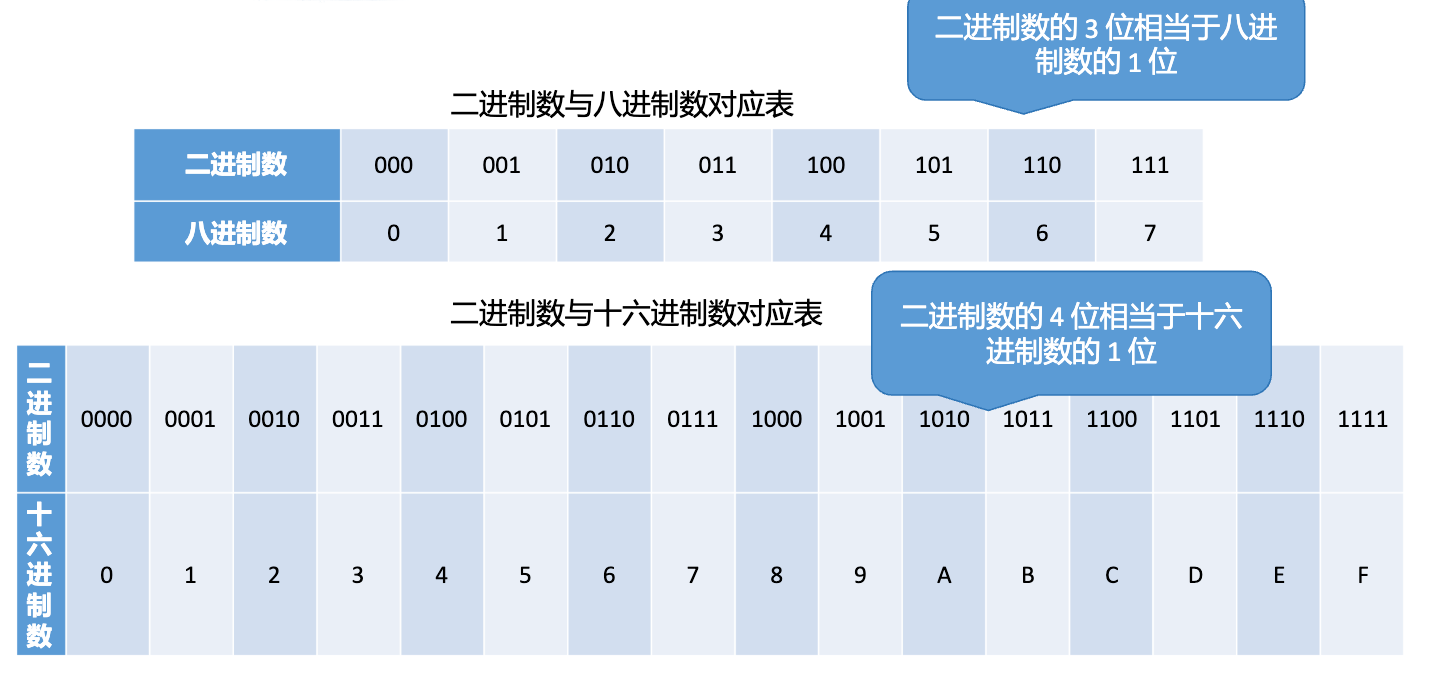 二进制数的 3 位相当于八进
制数的 1 位
二进制数与八进制数对应表
二进制数 000 001 010 011 100 101 110 111
八进制数 0 1 2 3 4 5 6 7
二进制数与十六进制数对应表
二进制数的 4 位相当于十六
进制数的 1 位
二进制数 0000 0001 0010 0011 0100 0101 0110 0111 1000 1001 1010 1011 1100 1101 1110 1111
十六进制数 0 1 2 3 4 5 6 7 8 9 A B C D E F